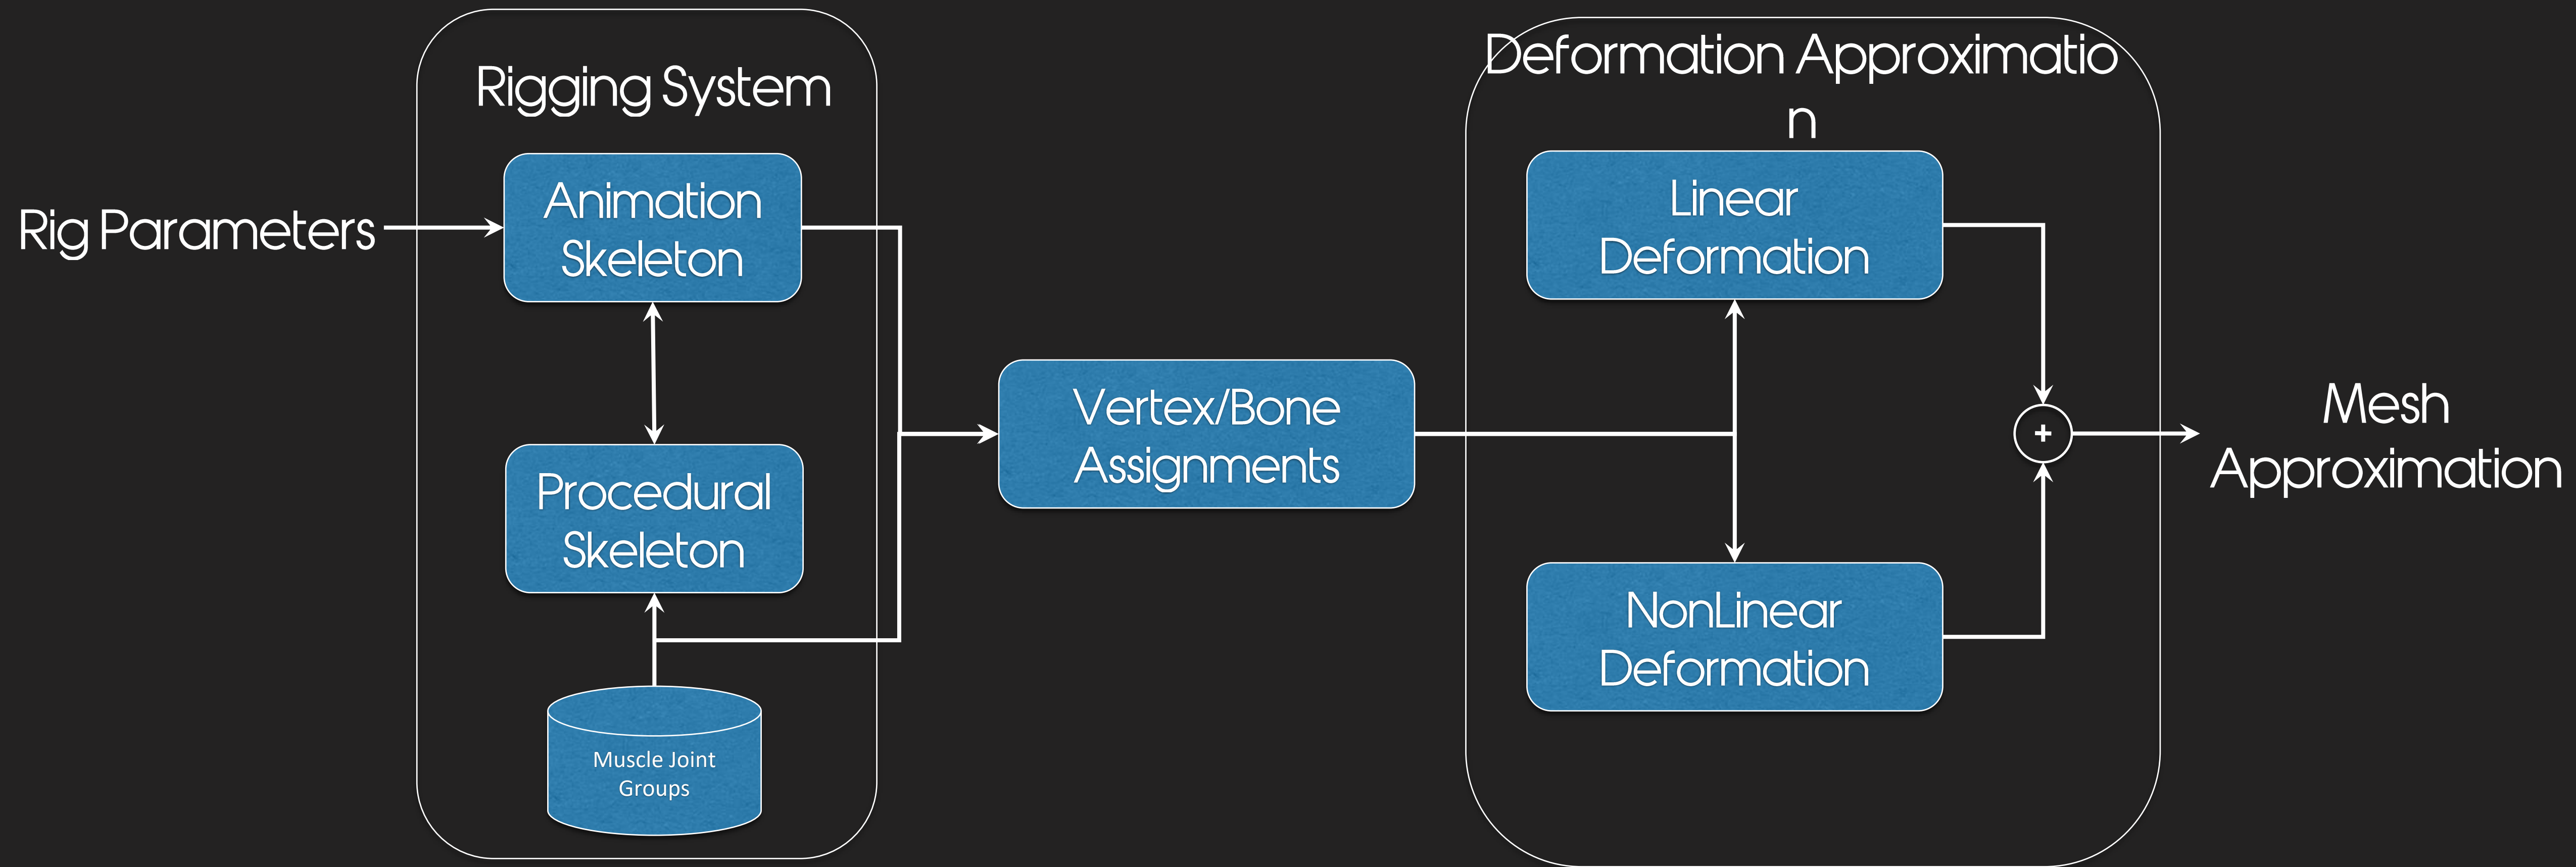 Rigging System
Deformation Approximatio
n
Rig Parameters
Animation
Skeleton
Procedural
Skeleton
Muscle Joint
Groups
Vertex/Bone
Assignments
Linear
Deformation
NonLinear
Deformation
+
Mesh
Approximation